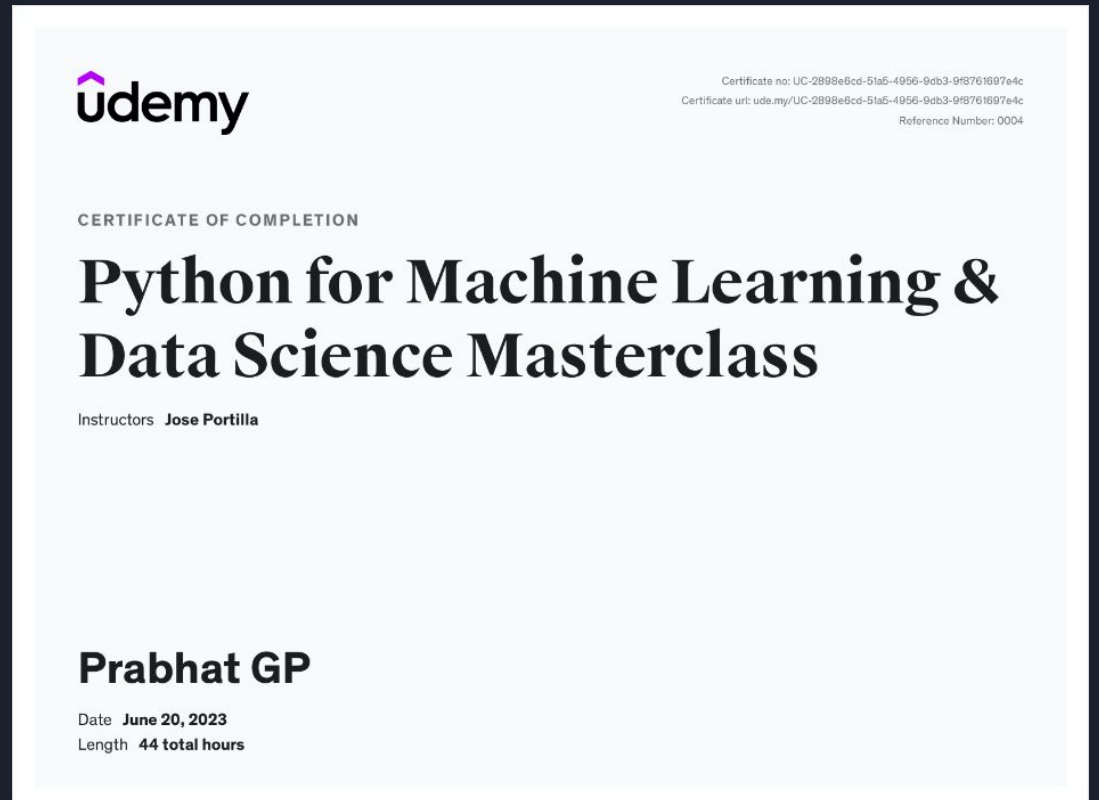 udemy
Certificate no: UC-2898e6cd-51a5-4956-9db3-9f8761697e4c
Certificate url: ude.my/UC-2898e6cd-51a5-4956-9db3-9f8761697e4c
Reference Number: 0004
CERTIFICATE OF COMPLETION
Python for Machine Learning &
Data Science Masterclass
Instructors Jose Portilla
Prabhat GP
Date June 20, 2023
Length 44 total hours